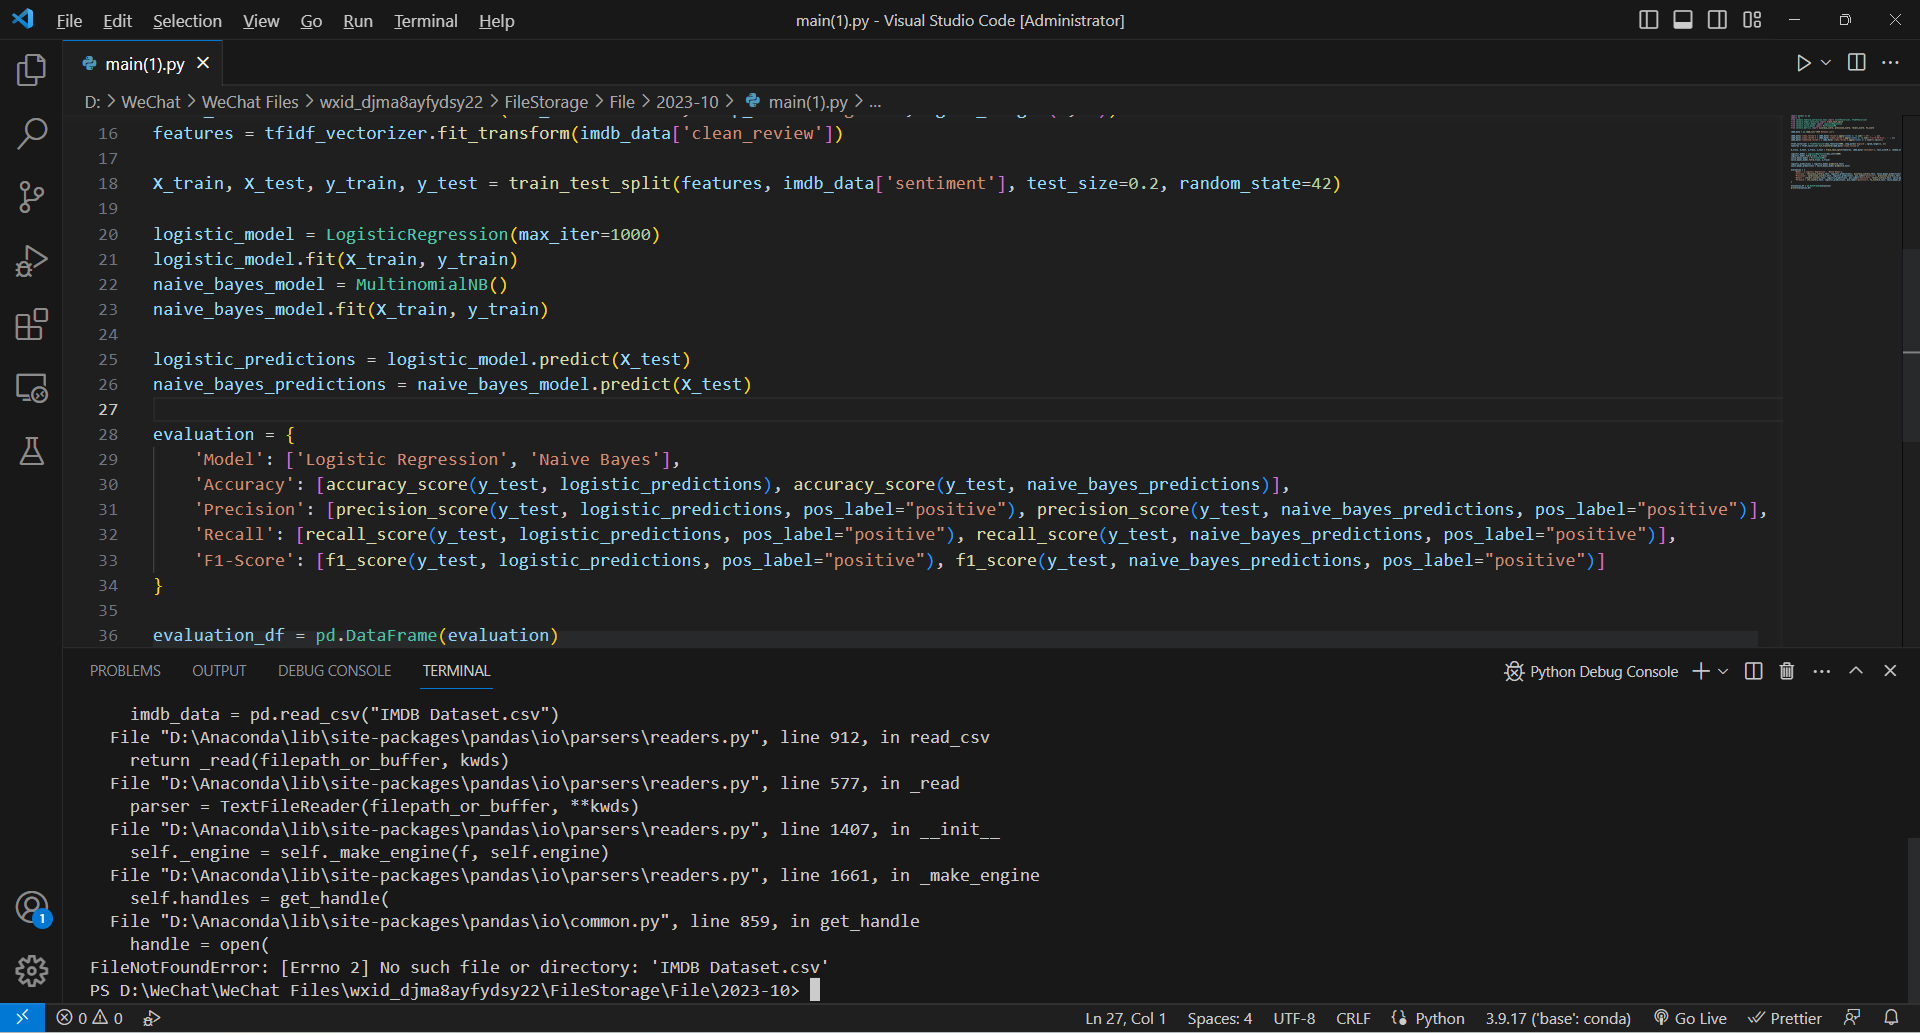 File Edit Selection View Go Run Terminal Help
main(1).py - Visual Studio Code [Administrator]
main(1).py
D: > WeChat > WeChat Files > wxid_djma8ayfydsy22 > FileStorage > File > 2023-10 > main(1).py > ...
16 features = tfidf_vectorizer.fit_transform(imdb_data['clean_review'])
17
18 X_train, X_test, y_train, y_test = train_test_split(features, imdb_data['sentiment'], test_size=0.2, random_state=42)
19
20 logistic_model = LogisticRegression(max_iter=1000)
21 logistic_model.fit(X_train, y_train)
22 naive_bayes_model = MultinomialNB()
23 naive_bayes_model.fit(X_train, y_train)
24
25 logistic_predictions = logistic_model.predict(X_test)
26 naive_bayes_predictions = naive_bayes_model.predict(X_test)
27
28 evaluation = {
29 'Model': ['Logistic Regression', 'Naive Bayes'],
30 'Accuracy': [accuracy_score(y_test, logistic_predictions), accuracy_score(y_test, naive_bayes_predictions)],
31 'Precision': [precision_score(y_test, logistic_predictions, pos_label="positive"), precision_score(y_test, naive_bayes_predictions, pos_label="positive")],
32 'Recall': [recall_score(y_test, logistic_predictions, pos_label="positive"), recall_score(y_test, naive_bayes_predictions, pos_label="positive")],
33 'F1-Score': [f1_score(y_test, logistic_predictions, pos_label="positive"), f1_score(y_test, naive_bayes_predictions, pos_label="positive")]
34 }
35
36 evaluation_df = pd.DataFrame(evaluation)
PROBLEMS OUTPUT DEBUG CONSOLE TERMINAL
Python Debug Console
imdb_data = pd.read_csv("IMDB Dataset.csv")
File "D:\Anaconda\lib\site-packages\pandas\io\parsers\readers.py", line 912, in read_csv
return _read(filepath_or_buffer, kwds)
File "D:\Anaconda\lib\site-packages\pandas\io\parsers\readers.py", line 577, in _read
parser = TextFileReader(filepath_or_buffer, **kwds)
File "D:\Anaconda\lib\site-packages\pandas\io\parsers\readers.py", line 1407, in __init__
self._engine = self._make_engine(f, self.engine)
File "D:\Anaconda\lib\site-packages\pandas\io\parsers\readers.py", line 1661, in _make_engine
self.handles = get_handle(
File "D:\Anaconda\lib\site-packages\pandas\io\common.py", line 859, in get_handle
handle = open(
FileNotFoundError: [Errno 2] No such file or directory: 'IMDB Dataset.csv'
PS D:\WeChat\WeChat Files\wxid_djma8ayfydsy22\FileStorage\File\2023-10>
1
0 0
Ln 27, Col 1 Spaces: 4 UTF-8 CRLF Python 3.9.17 ('base': conda) Go Live Prettier